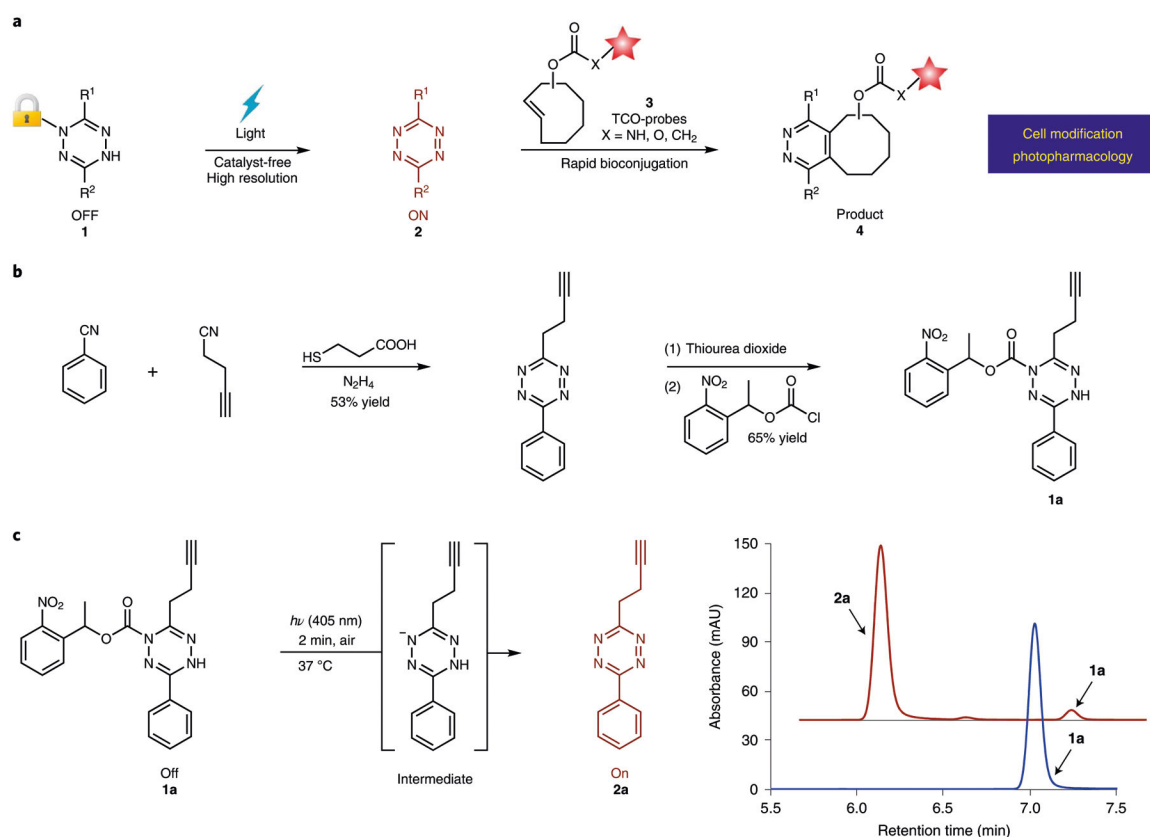 a
R1
N
N
N
NH
R2
OFF
1
Light
Catalyst-free
High resolution
R1
N
N
N
N
R2
ON
2
O
O
X
3
TCO-probes
X = NH, O, CH2
Rapid bioconjugation
O
O
X
R1
N
N
R2
Product
4
Cell modification
photopharmacology
b
CN
+
CN
HS
COOH
N2H4
53% yield
N
N
N
N
(1) Thiourea dioxide
(2)
NO2
O
O
Cl
65% yield
NO2
O
O
N
N
N
NH
1a
c
NO2
O
O
N
N
N
NH
Off
1a
hν (405 nm)
2 min, air
37 °C
–
N
N
N
NH
Intermediate
N
N
N
N
On
2a
Absorbance (mAU)
150
120
90
60
30
0
2a
1a
1a
5.5 6.0 6.5 7.0 7.5
Retention time (min)